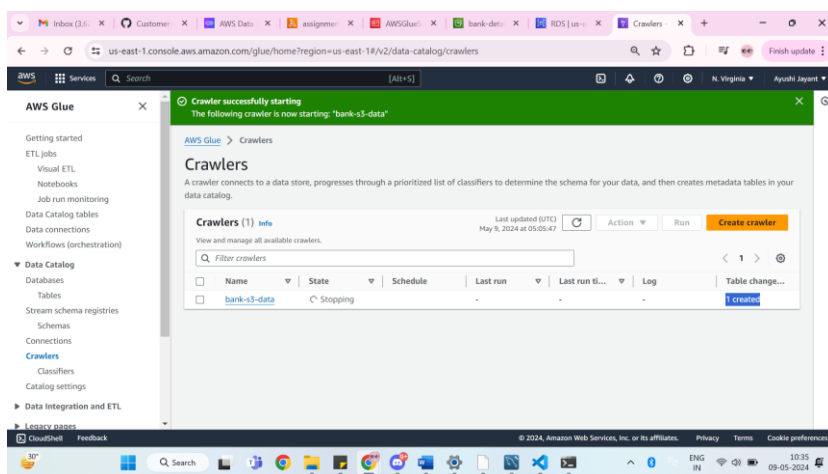 Inbox (3,6
Customer
AWS Data
assignmen
AWSGlueS
bank-deta
RDS | us-e
Crawlers -
us-east-1.console.aws.amazon.com/glue/home?region=us-east-1#/v2/data-catalog/crawlers
Finish update
aws
Services
Search
[Alt+S]
N. Virginia
Ayushi Jayant
AWS Glue
Getting started
ETL jobs
Visual ETL
Notebooks
Job run monitoring
Data Catalog tables
Data connections
Workflows (orchestration)
Data Catalog
Databases
Tables
Stream schema registries
Schemas
Connections
Crawlers
Classifiers
Catalog settings
Data Integration and ETL
Legacy pages
Crawler successfully starting
The following crawler is now starting: "bank-s3-data"
AWS Glue > Crawlers
Crawlers
A crawler connects to a data store, progresses through a prioritized list of classifiers to determine the schema for your data, and then creates metadata tables in your
data catalog.
Crawlers (1) Info
Last updated (UTC)
May 9, 2024 at 05:05:47
Action
Run
Create crawler
View and manage all available crawlers.
Filter crawlers
1
Name State Schedule Last run Last run ti... Log Table change...
bank-s3-data Stopping - - - 1 created
CloudShell Feedback
© 2024, Amazon Web Services, Inc. or its affiliates. Privacy Terms Cookie preferences
30°
Search
ENG
IN
10:35
09-05-2024